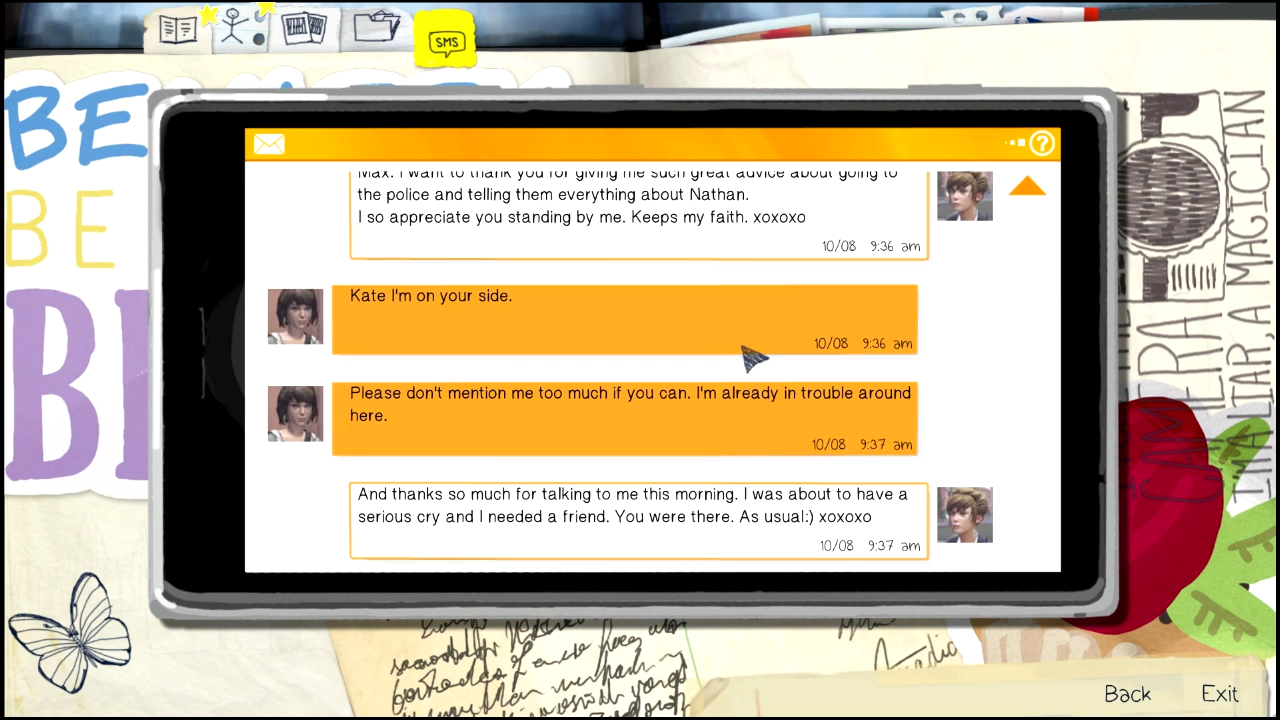 SMS
BE
BE
?
Max. I want to thank you for giving me such great advice about going to
the police and telling them everything about Nathan.
I so appreciate you standing by me. Keeps my faith. xoxoxo
10/08 9:36 am
Kate I'm on your side.
10/08 9:36 am
Please don't mention me too much if you can. I'm already in trouble around
here.
10/08 9:37 am
And thanks so much for talking to me this morning. I was about to have a
serious cry and I needed a friend. You were there. As usual:) xoxoxo
10/08 9:37 am
CAMERA
LIAR, A MAGICIAN
Back
Exit